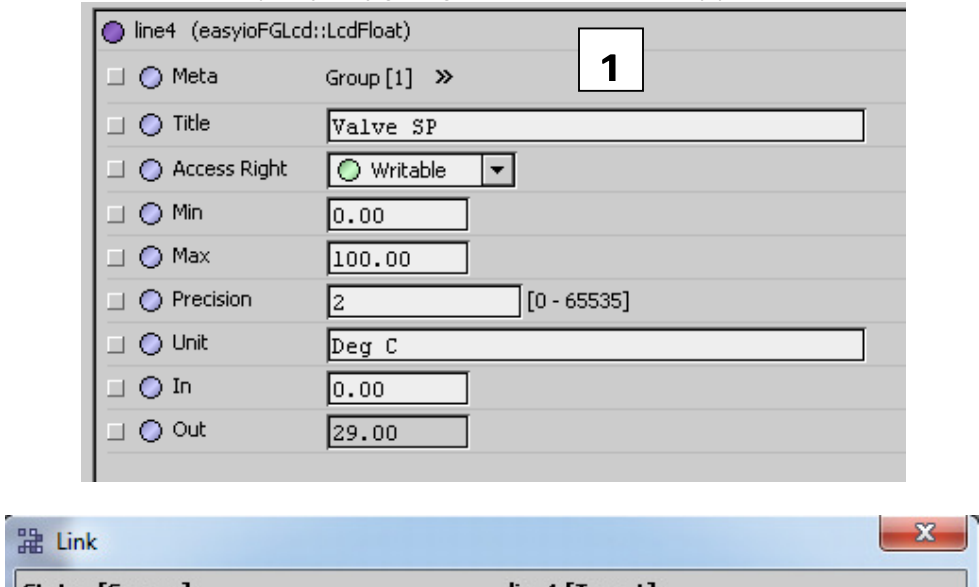 line4 (easyioFGLcd::LcdFloat)
1
Meta Group [1] »
Title Valve SP
Access Right Writable
Min 0.00
Max 100.00
Precision 2 [0 - 65535]
Unit Deg C
In 0.00
Out 29.00
Link